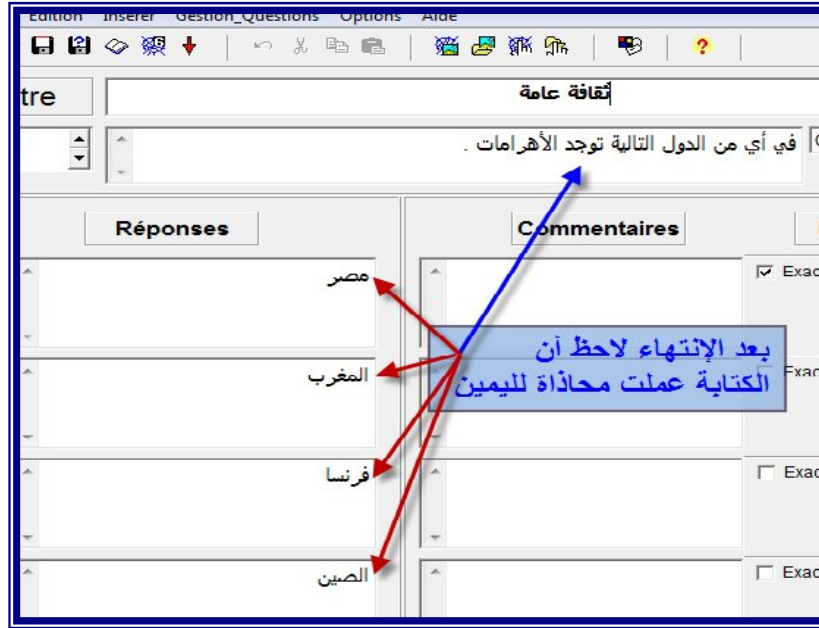 Edition Insérer Gestion_Questions Options Aide
tre
ثقافة عامة
في أي من الدول التالية توجد الأهرامات .
Réponses
Commentaires
مصر
Exac
بعد الإنتهاء لاحظ أن
الكتابة عملت محاذاة لليمين
المغرب
Exac
فرنسا
Exac
الصين
Exac